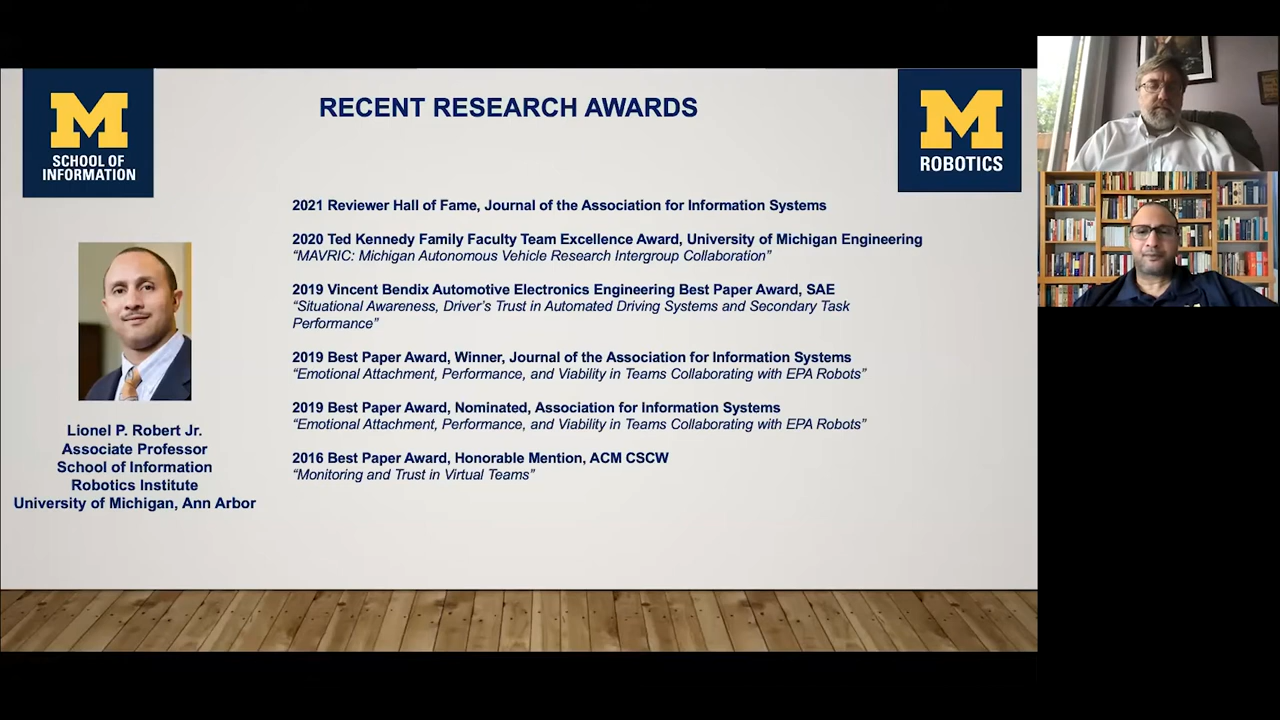 M
SCHOOL OF
INFORMATION
RECENT RESEARCH AWARDS
M
ROBOTICS
2021 Reviewer Hall of Fame, Journal of the Association for Information Systems
2020 Ted Kennedy Family Faculty Team Excellence Award, University of Michigan Engineering
“MAVRIC: Michigan Autonomous Vehicle Research Intergroup Collaboration”
2019 Vincent Bendix Automotive Electronics Engineering Best Paper Award, SAE
“Situational Awareness, Driver’s Trust in Automated Driving Systems and Secondary Task
Performance”
2019 Best Paper Award, Winner, Journal of the Association for Information Systems
“Emotional Attachment, Performance, and Viability in Teams Collaborating with EPA Robots”
2019 Best Paper Award, Nominated, Association for Information Systems
“Emotional Attachment, Performance, and Viability in Teams Collaborating with EPA Robots”
2016 Best Paper Award, Honorable Mention, ACM CSCW
“Monitoring and Trust in Virtual Teams”
Lionel P. Robert Jr.
Associate Professor
School of Information
Robotics Institute
University of Michigan, Ann Arbor